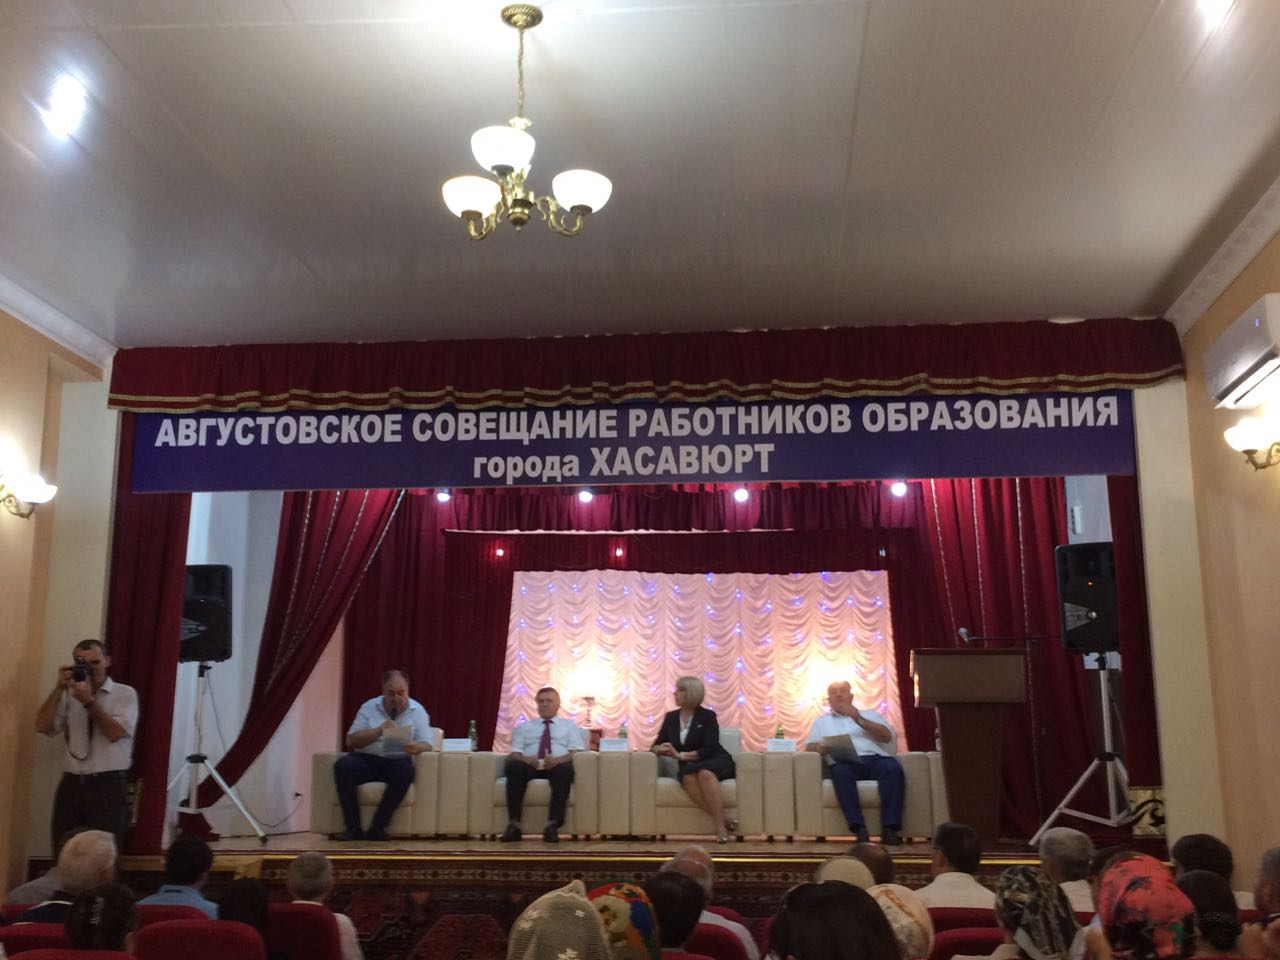 АВГУСТОВСКОЕ СОВЕЩАНИЕ РАБОТНИКОВ ОБРАЗОВАНИЯ
города ХАСАВЮРТ